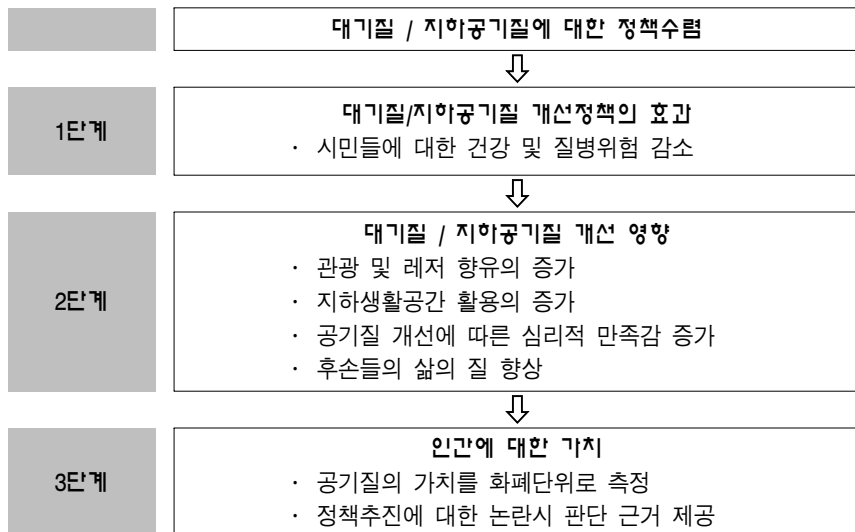 대기질 / 지하공기질에 대한 정책수렴
1단계
대기질/지하공기질 개선정책의 효과
· 시민들에 대한 건강 및 질병위험 감소
2단계
대기질 / 지하공기질 개선 영향
· 관광 및 레저 향유의 증가
· 지하생활공간 활용의 증가
· 공기질 개선에 따른 심리적 만족감 증가
· 후손들의 삶의 질 향상
3단계
인간에 대한 가치
· 공기질의 가치를 화폐단위로 측정
· 정책추진에 대한 논란시 판단 근거 제공